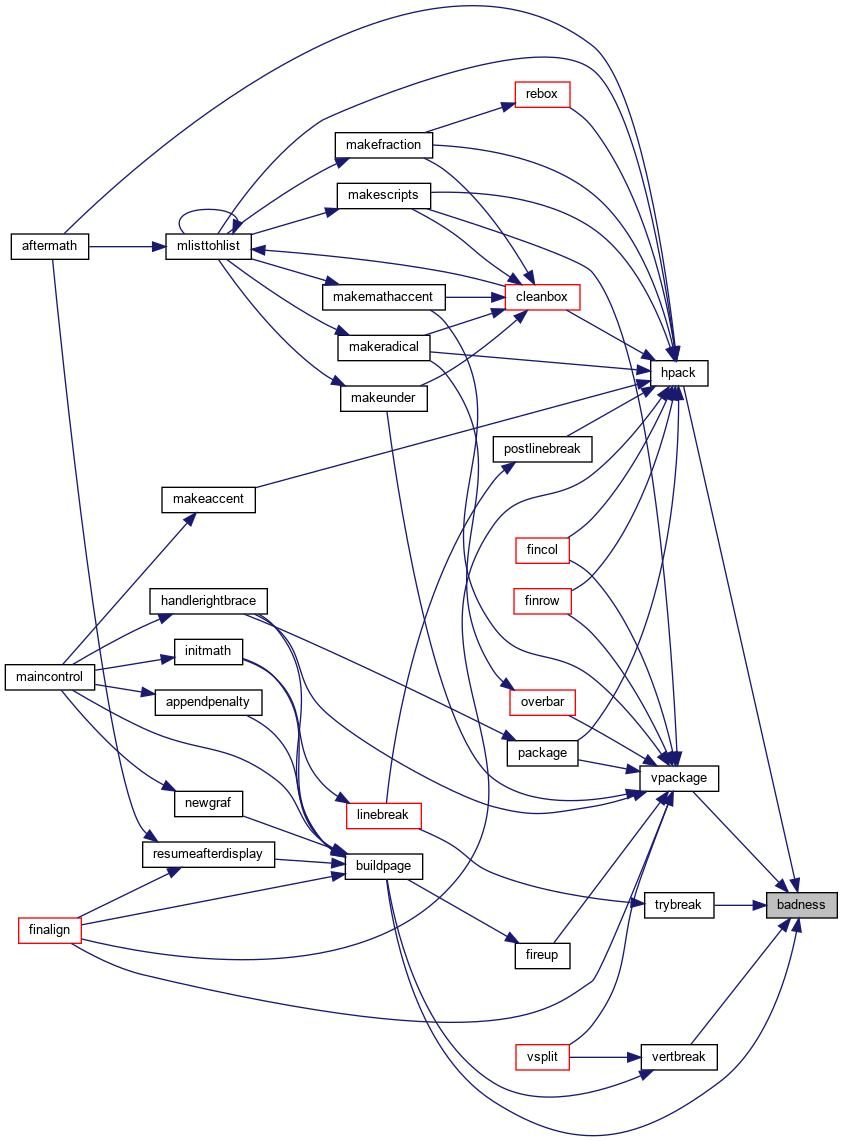 rebox
makefraction
makescripts
aftermath
mlisttohlist
makemathaccent
cleanbox
makeradical
hpack
makeunder
postlinebreak
makeaccent
fincol
handlerightbrace
finrow
initmath
maincontrol
appendpenalty
overbar
package
vpackage
newgraf
linebreak
resumeafterdisplay
buildpage
trybreak
badness
finalign
fireup
vsplit
vertbreak